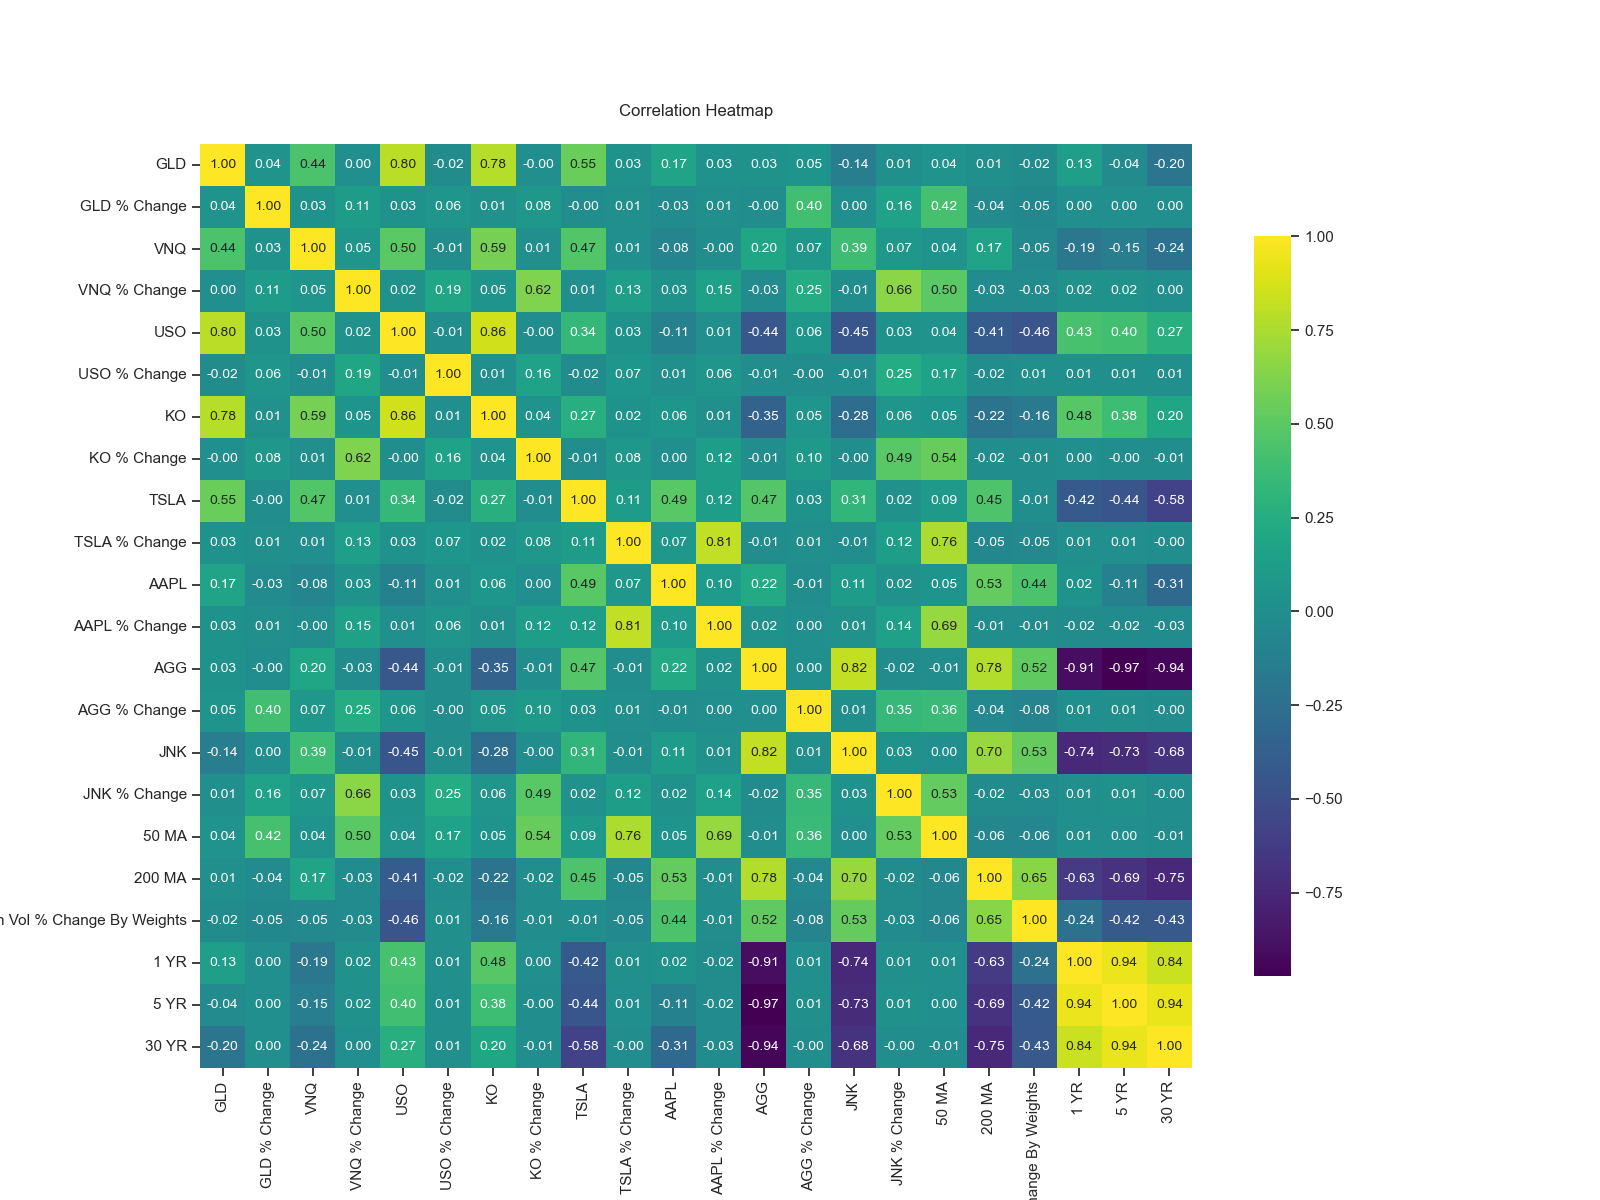 Correlation Heatmap
GLD 1.00 0.04 0.44 0.00 0.80 -0.02 0.78 -0.00 0.55 0.03 0.17 0.03 0.03 0.05 -0.14 0.01 0.04 0.01 -0.02 0.13 -0.04 -0.20
GLD % Change 0.04 1.00 0.03 0.11 0.03 0.06 0.01 0.08 -0.00 0.01 -0.03 0.01 -0.00 0.40 0.00 0.16 0.42 -0.04 -0.05 0.00 0.00 0.00
VNQ 0.44 0.03 1.00 0.05 0.50 -0.01 0.59 0.01 0.47 0.01 -0.08 -0.00 0.20 0.07 0.39 0.07 0.04 0.17 -0.05 -0.19 -0.15 -0.24
VNQ % Change 0.00 0.11 0.05 1.00 0.02 0.19 0.05 0.62 0.01 0.13 0.03 0.15 -0.03 0.25 -0.01 0.66 0.50 -0.03 -0.03 0.02 0.02 0.00
USO 0.80 0.03 0.50 0.02 1.00 -0.01 0.86 -0.00 0.34 0.03 -0.11 0.01 -0.44 0.06 -0.45 0.03 0.04 -0.41 -0.46 0.43 0.40 0.27
USO % Change -0.02 0.06 -0.01 0.19 -0.01 1.00 0.01 0.16 -0.02 0.07 0.01 0.06 -0.01 -0.00 -0.01 0.25 0.17 -0.02 0.01 0.01 0.01 0.01
KO 0.78 0.01 0.59 0.05 0.86 0.01 1.00 0.04 0.27 0.02 0.06 0.01 -0.35 0.05 -0.28 0.06 0.05 -0.22 -0.16 0.48 0.38 0.20
KO % Change -0.00 0.08 0.01 0.62 -0.00 0.16 0.04 1.00 -0.01 0.08 0.00 0.12 -0.01 0.10 -0.00 0.49 0.54 -0.02 -0.01 0.00 -0.00 -0.01
TSLA 0.55 -0.00 0.47 0.01 0.34 -0.02 0.27 -0.01 1.00 0.11 0.49 0.12 0.47 0.03 0.31 0.02 0.09 0.45 -0.01 -0.42 -0.44 -0.58
TSLA % Change 0.03 0.01 0.01 0.13 0.03 0.07 0.02 0.08 0.11 1.00 0.07 0.81 -0.01 0.01 -0.01 0.12 0.76 -0.05 -0.05 0.01 0.01 -0.00
AAPL 0.17 -0.03 -0.08 0.03 -0.11 0.01 0.06 0.00 0.49 0.07 1.00 0.10 0.22 -0.01 0.11 0.02 0.05 0.53 0.44 0.02 -0.11 -0.31
AAPL % Change 0.03 0.01 -0.00 0.15 0.01 0.06 0.01 0.12 0.12 0.81 0.10 1.00 0.02 0.00 0.01 0.14 0.69 -0.01 -0.01 -0.02 -0.02 -0.03
AGG 0.03 -0.00 0.20 -0.03 -0.44 -0.01 -0.35 -0.01 0.47 -0.01 0.22 0.02 1.00 0.00 0.82 -0.02 -0.01 0.78 0.52 -0.91 -0.97 -0.94
AGG % Change 0.05 0.40 0.07 0.25 0.06 -0.00 0.05 0.10 0.03 0.01 -0.01 0.00 0.00 1.00 0.01 0.35 0.36 -0.04 -0.08 0.01 0.01 -0.00
JNK -0.14 0.00 0.39 -0.01 -0.45 -0.01 -0.28 -0.00 0.31 -0.01 0.11 0.01 0.82 0.01 1.00 0.03 0.00 0.70 0.53 -0.74 -0.73 -0.68
JNK % Change 0.01 0.16 0.07 0.66 0.03 0.25 0.06 0.49 0.02 0.12 0.02 0.14 -0.02 0.35 0.03 1.00 0.53 -0.02 -0.03 0.01 0.01 -0.00
50 MA 0.04 0.42 0.04 0.50 0.04 0.17 0.05 0.54 0.09 0.76 0.05 0.69 -0.01 0.36 0.00 0.53 1.00 -0.06 -0.06 0.01 0.00 -0.01
200 MA 0.01 -0.04 0.17 -0.03 -0.41 -0.02 -0.22 -0.02 0.45 -0.05 0.53 -0.01 0.78 -0.04 0.70 -0.02 -0.06 1.00 0.65 -0.63 -0.69 -0.75
Vol % Change By Weights -0.02 -0.05 -0.05 -0.03 -0.46 0.01 -0.16 -0.01 -0.01 -0.05 0.44 -0.01 0.52 -0.08 0.53 -0.03 -0.06 0.65 1.00 -0.24 -0.42 -0.43
1 YR 0.13 0.00 -0.19 0.02 0.43 0.01 0.48 0.00 -0.42 0.01 0.02 -0.02 -0.91 0.01 -0.74 0.01 0.01 -0.63 -0.24 1.00 0.94 0.84
5 YR -0.04 0.00 -0.15 0.02 0.40 0.01 0.38 -0.00 -0.44 0.01 -0.11 -0.02 -0.97 0.01 -0.73 0.01 0.00 -0.69 -0.42 0.94 1.00 0.94
30 YR -0.20 0.00 -0.24 0.00 0.27 0.01 0.20 -0.01 -0.58 -0.00 -0.31 -0.03 -0.94 -0.00 -0.68 -0.00 -0.01 -0.75 -0.43 0.84 0.94 1.00
GLD
GLD % Change
VNQ
VNQ % Change
USO
USO % Change
KO
KO % Change
TSLA
TSLA % Change
AAPL
AAPL % Change
AGG
AGG % Change
JNK
JNK % Change
50 MA
200 MA
By Weights
1 YR
5 YR
30 YR
1.00
0.75
0.50
0.25
0.00
−0.25
−0.50
−0.75